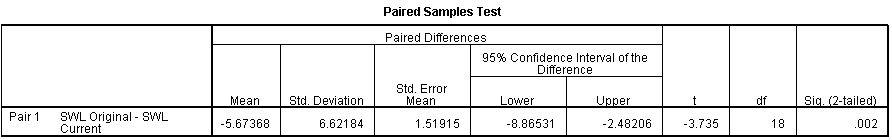 Paired Samples Test
Paired Differences
95% Confidence Interval of the
Difference
Std. Error
Mean Std. Deviation Mean Lower Upper t df Sig. (2-tailed)
Pair 1 SWL Original - SWL
Current -5.67368 6.62184 1.51915 -8.86531 -2.48206 -3.735 18 .002